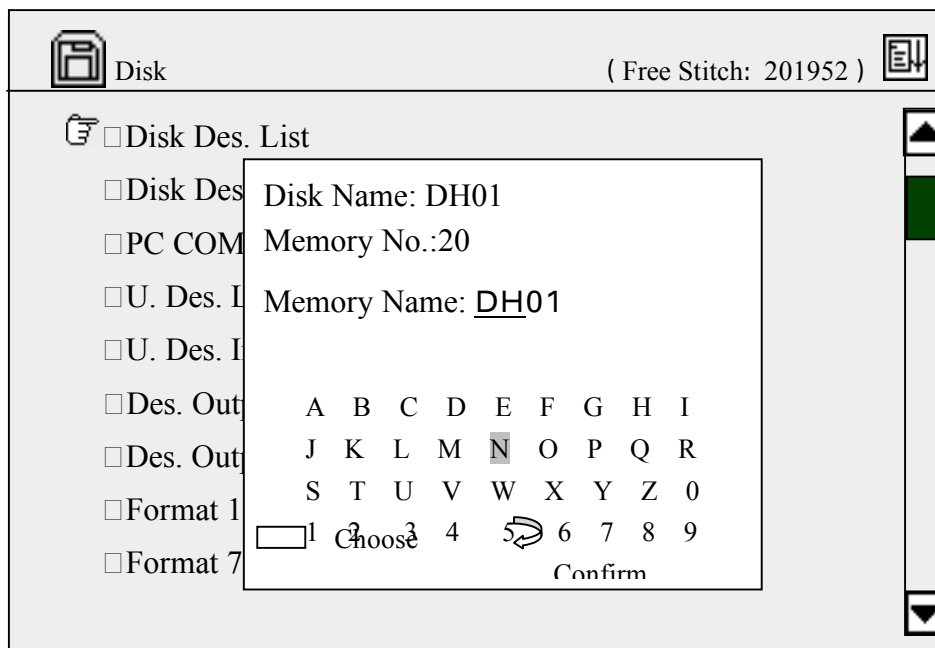 Disk (Free Stitch: 201952)
□Disk Des. List
□Disk Des
□PC COM
□U. Des. L
□U. Des. I
□Des. Out
□Des. Out
□Format 1
□Format 7
Disk Name: DH01
Memory No.:20
Memory Name: DH01
A B C D E F G H I
J K L M N O P Q R
S T U V W X Y Z 0
1 2 3 4 5 6 7 8 9
Choose
Confirm